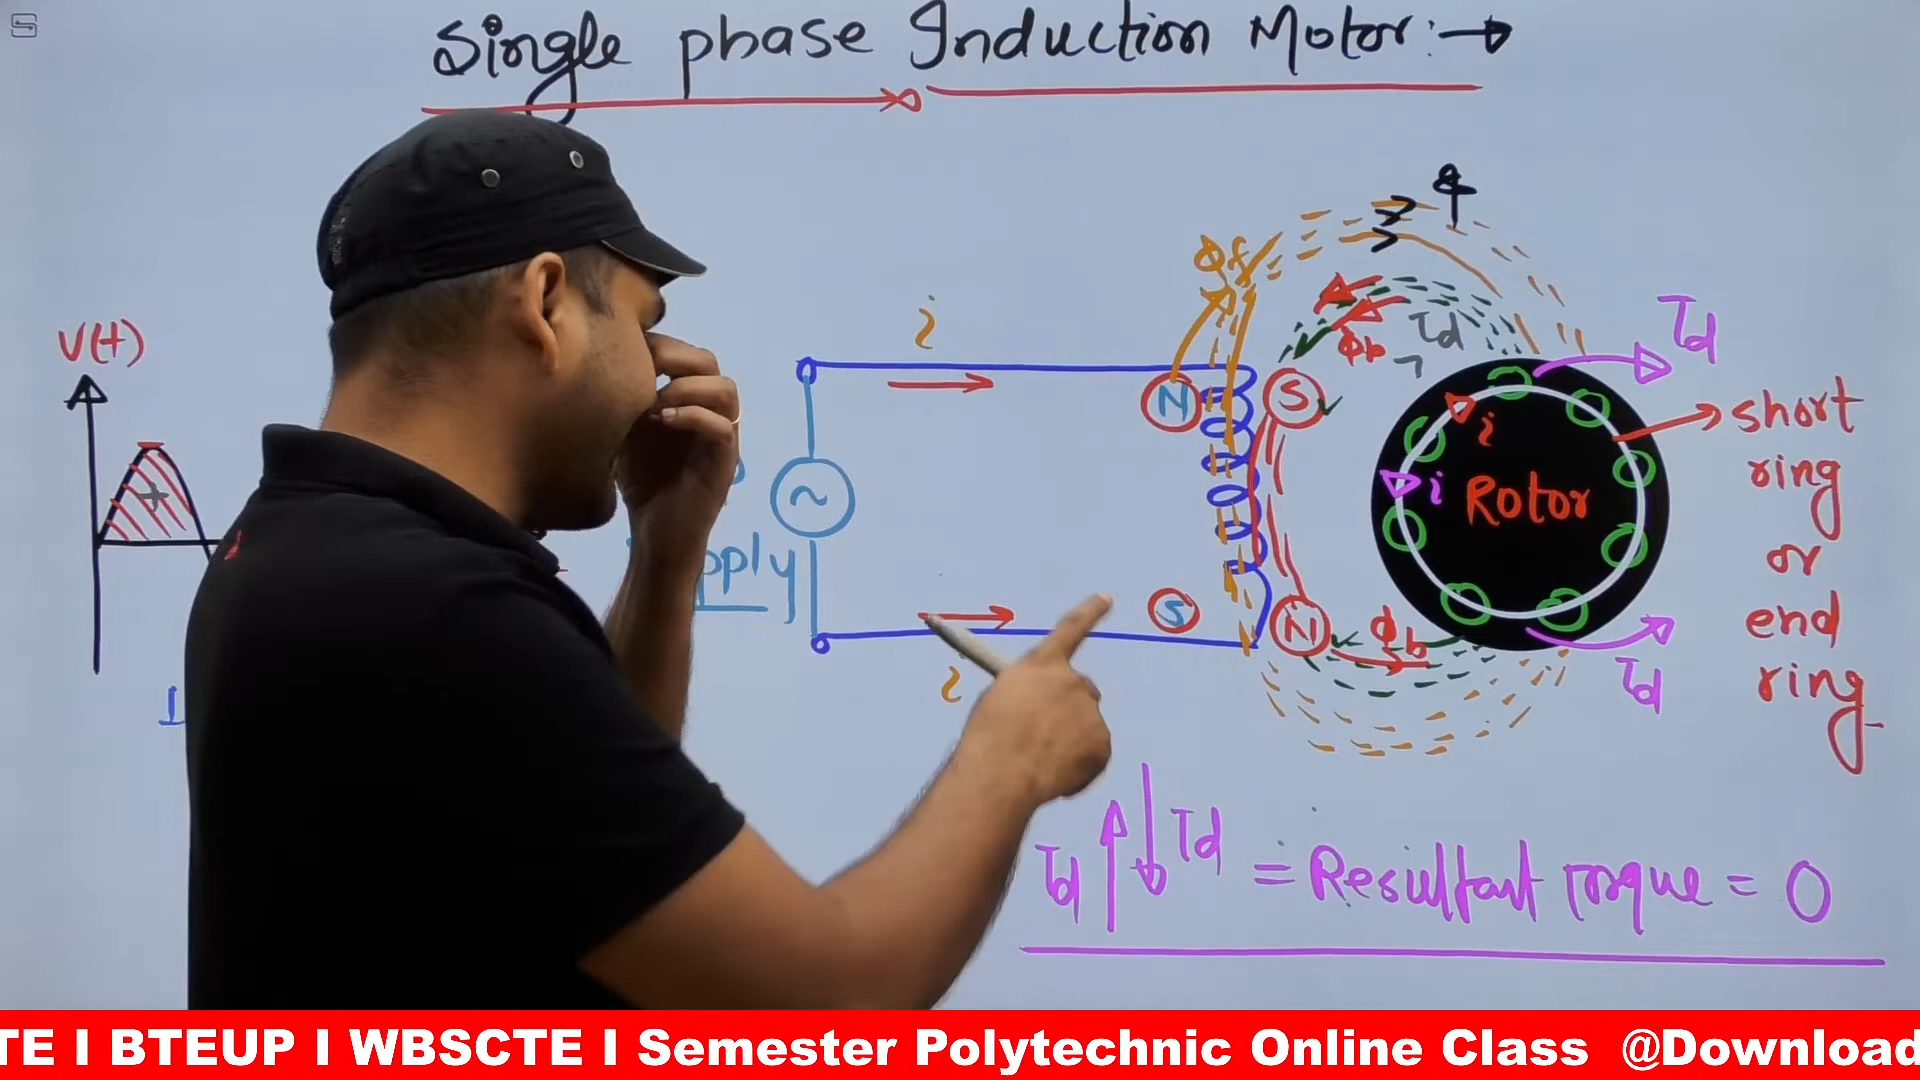 Single phase Induction Motor:→
V(t)
+
i
~
pply
i
N
S
S
N
Φf
Φ
Φb
Td
Td
i
i
Rotor
short
ring
or
end
ring
Φb
Td
Td Td = Resultant Torque = 0
TE I BTEUP I WBSCTE I Semester Polytechnic Online Class @Download